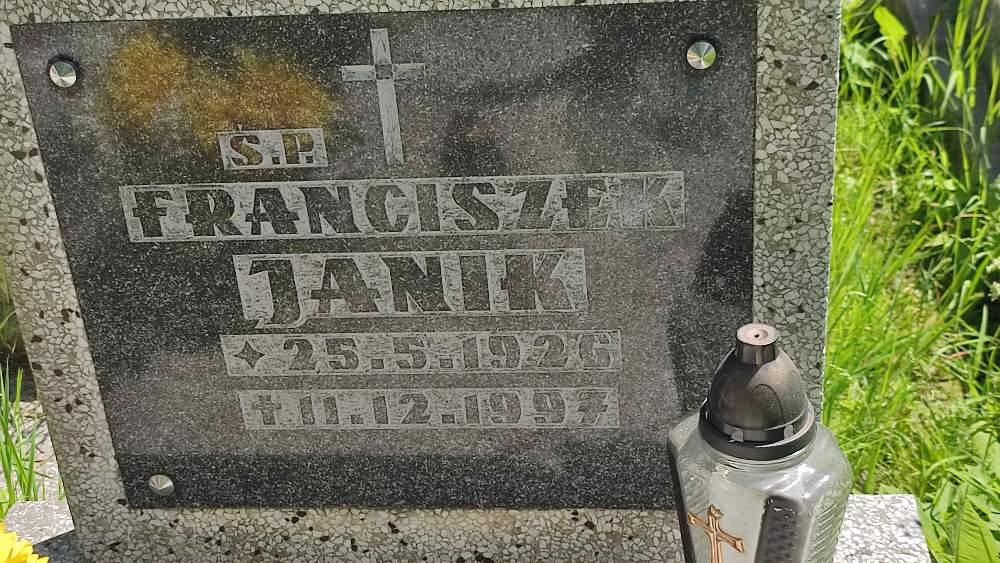 Ś.P.
FRANCISZEK
JANIK
✦ 25.5.1926
✝ 11.12.1997